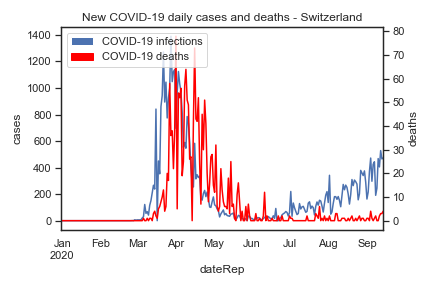 New COVID-19 daily cases and deaths - Switzerland
COVID-19 infections
COVID-19 deaths
1400
1200
1000
800
600
400
200
0
cases
80
70
60
50
40
30
20
10
0
deaths
Jan Feb Mar Apr May Jun Jul Aug Sep
2020
dateRep